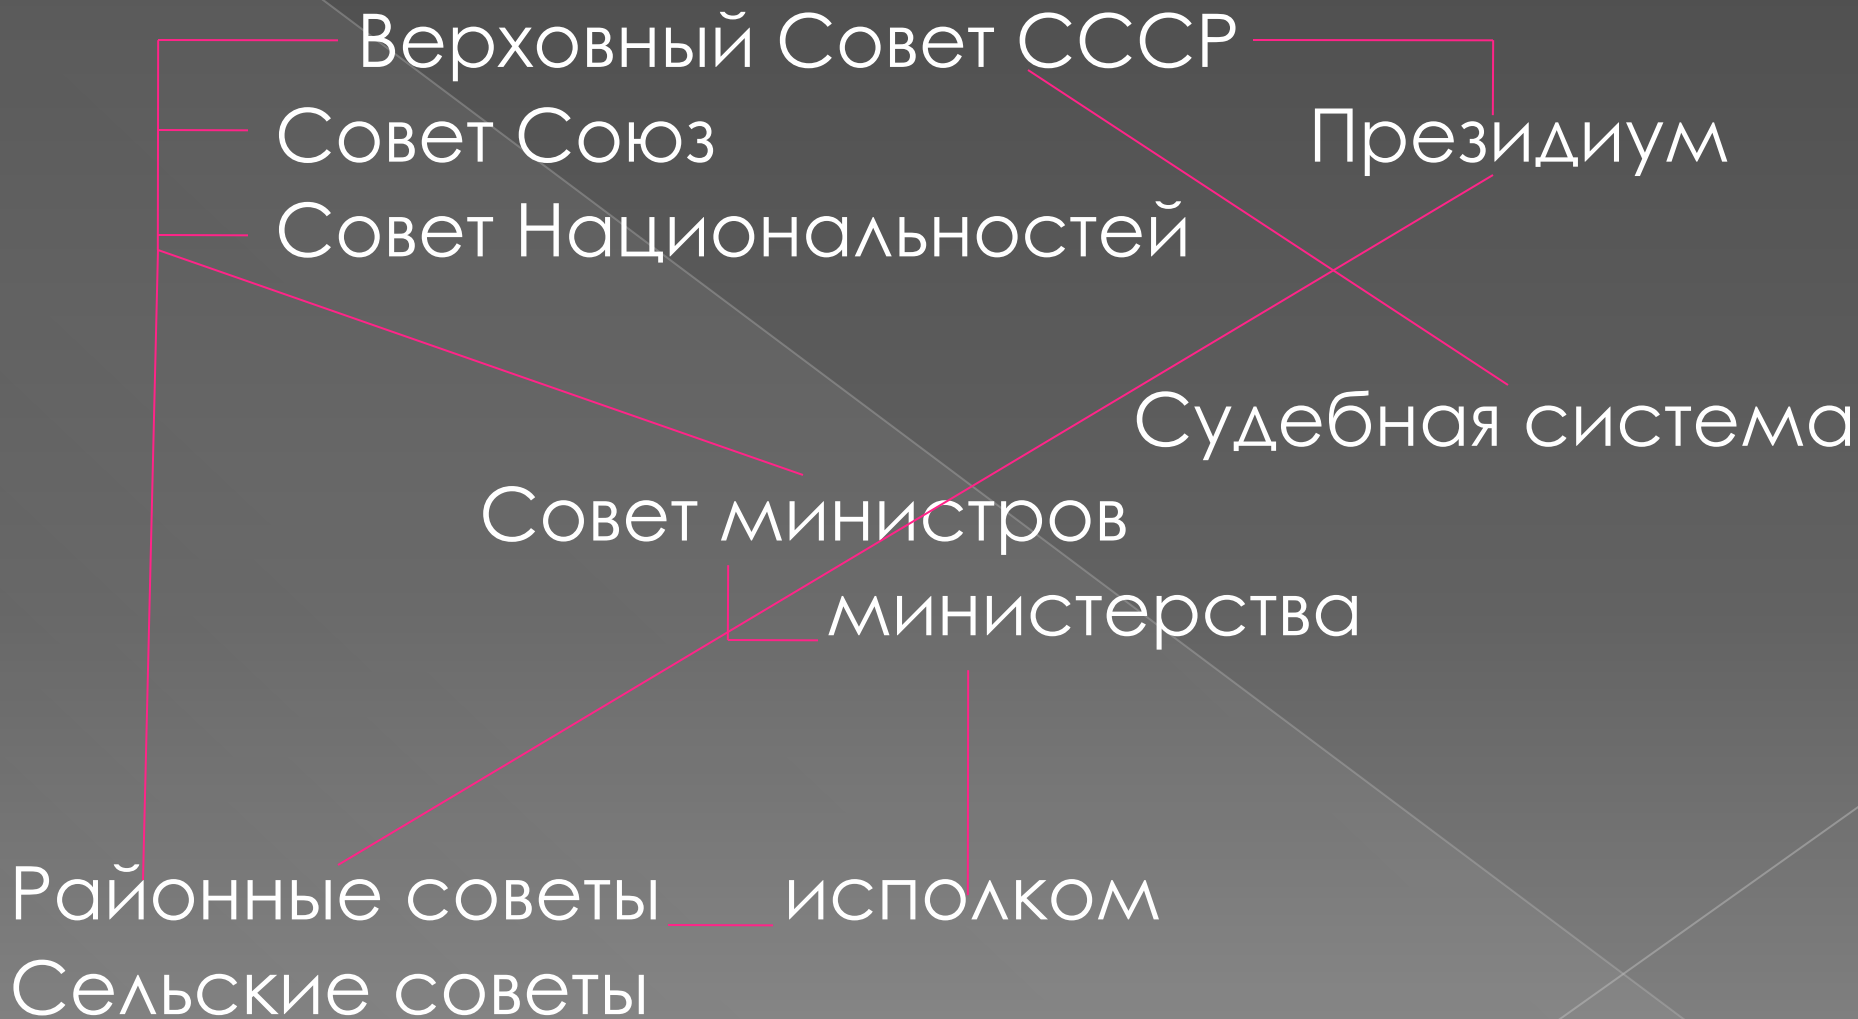 Верховный Совет СССР
Совет Союз
Президиум
Совет Национальностей
Судебная система
Совет министров
министерства
Районные советы исполком
Сельские советы